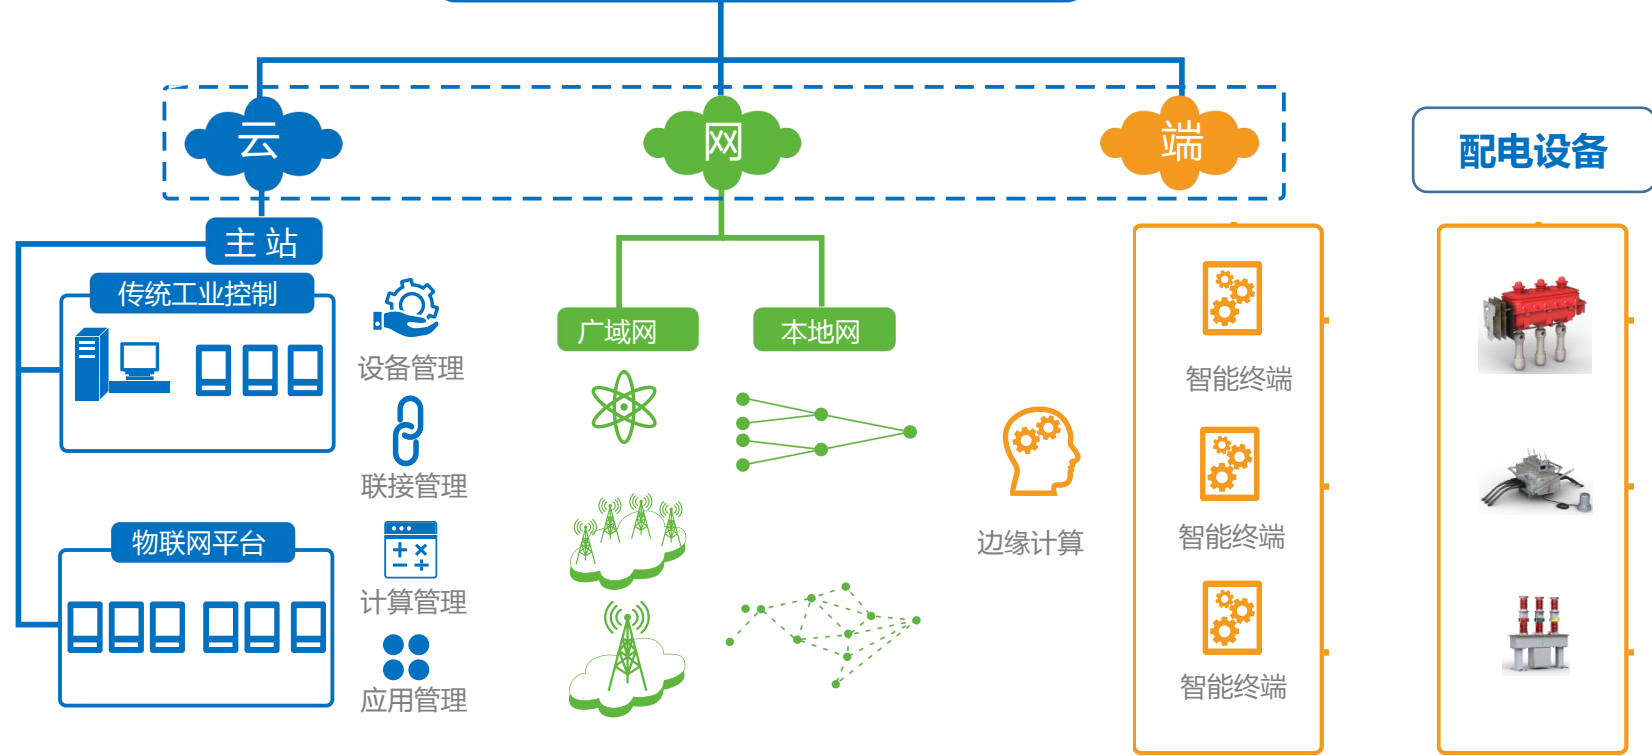 云
网
端
配电设备
主站
传统工业控制
设备管理
联接管理
物联网平台
计算管理
应用管理
广域网
本地网
边缘计算
智能终端
智能终端
智能终端